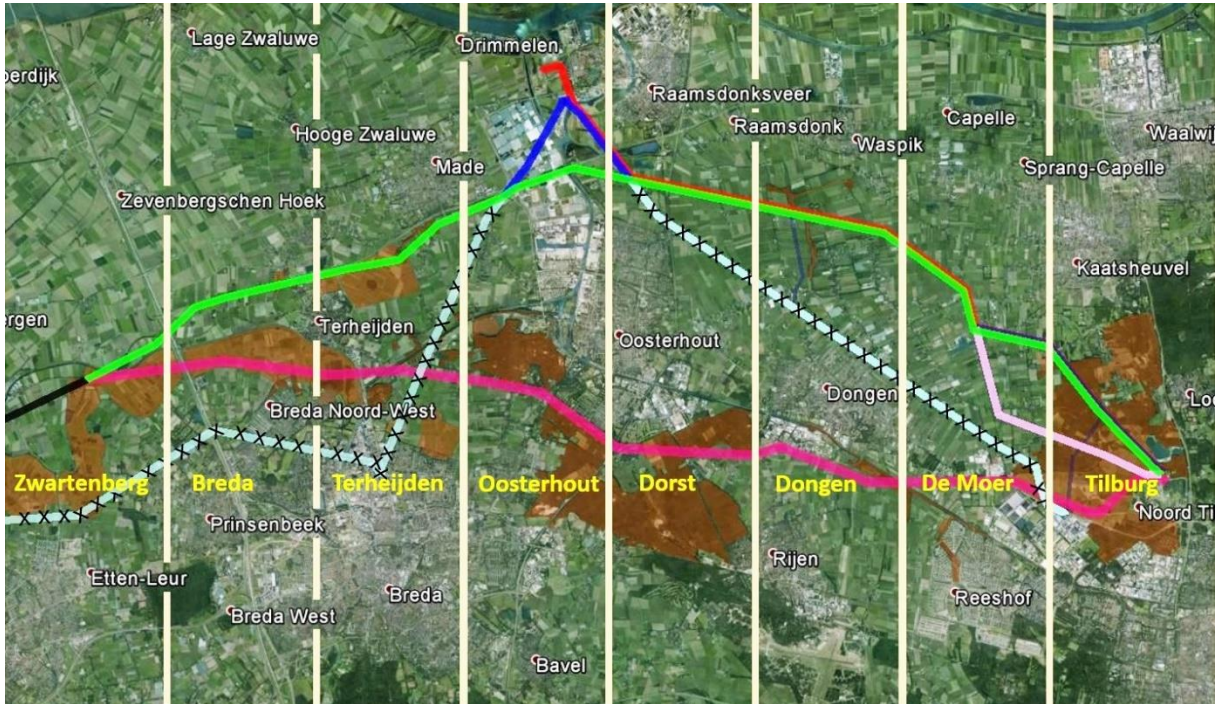 Lage Zwaluwe
Drimmelen
perdijk
Raamsdonksveer
Capelle
Raamsdonk
Hooge Zwaluwe
Waalwij
Waspik
Made
Sprang-Capelle
Zevenbergschen Hoek
Kaatsheuvel
ergen
Terheijden
Oosterhout
Dongen
Loo
Breda Noord-West
Zwartenberg Breda Terheijden Oosterhout Dorst Dongen De Moer Tilburg
Noord Ti
Prinsenbeek
Rijen
Etten-Leur
Breda
Reeshof
Breda West
Bavel